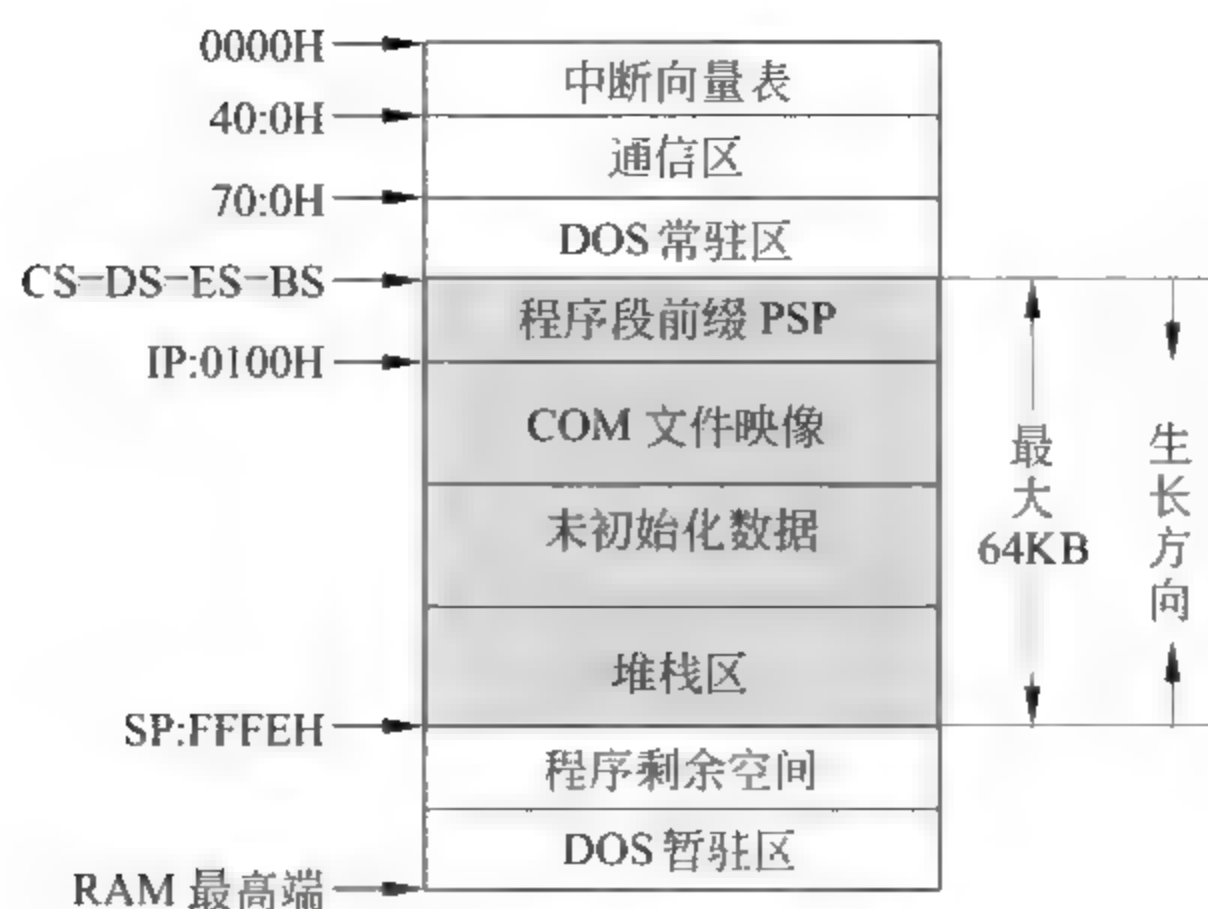 0000H
中断向量表
40:0H
通信区
70:0H
DOS 常驻区
CS-DS-ES-BS
程序段前缀 PSP
IP:0100H
COM 文件映像
未初始化数据
堆栈区
SP:FFFEH
程序剩余空间
DOS 暂驻区
RAM 最高端
最大
64KB
生长方向